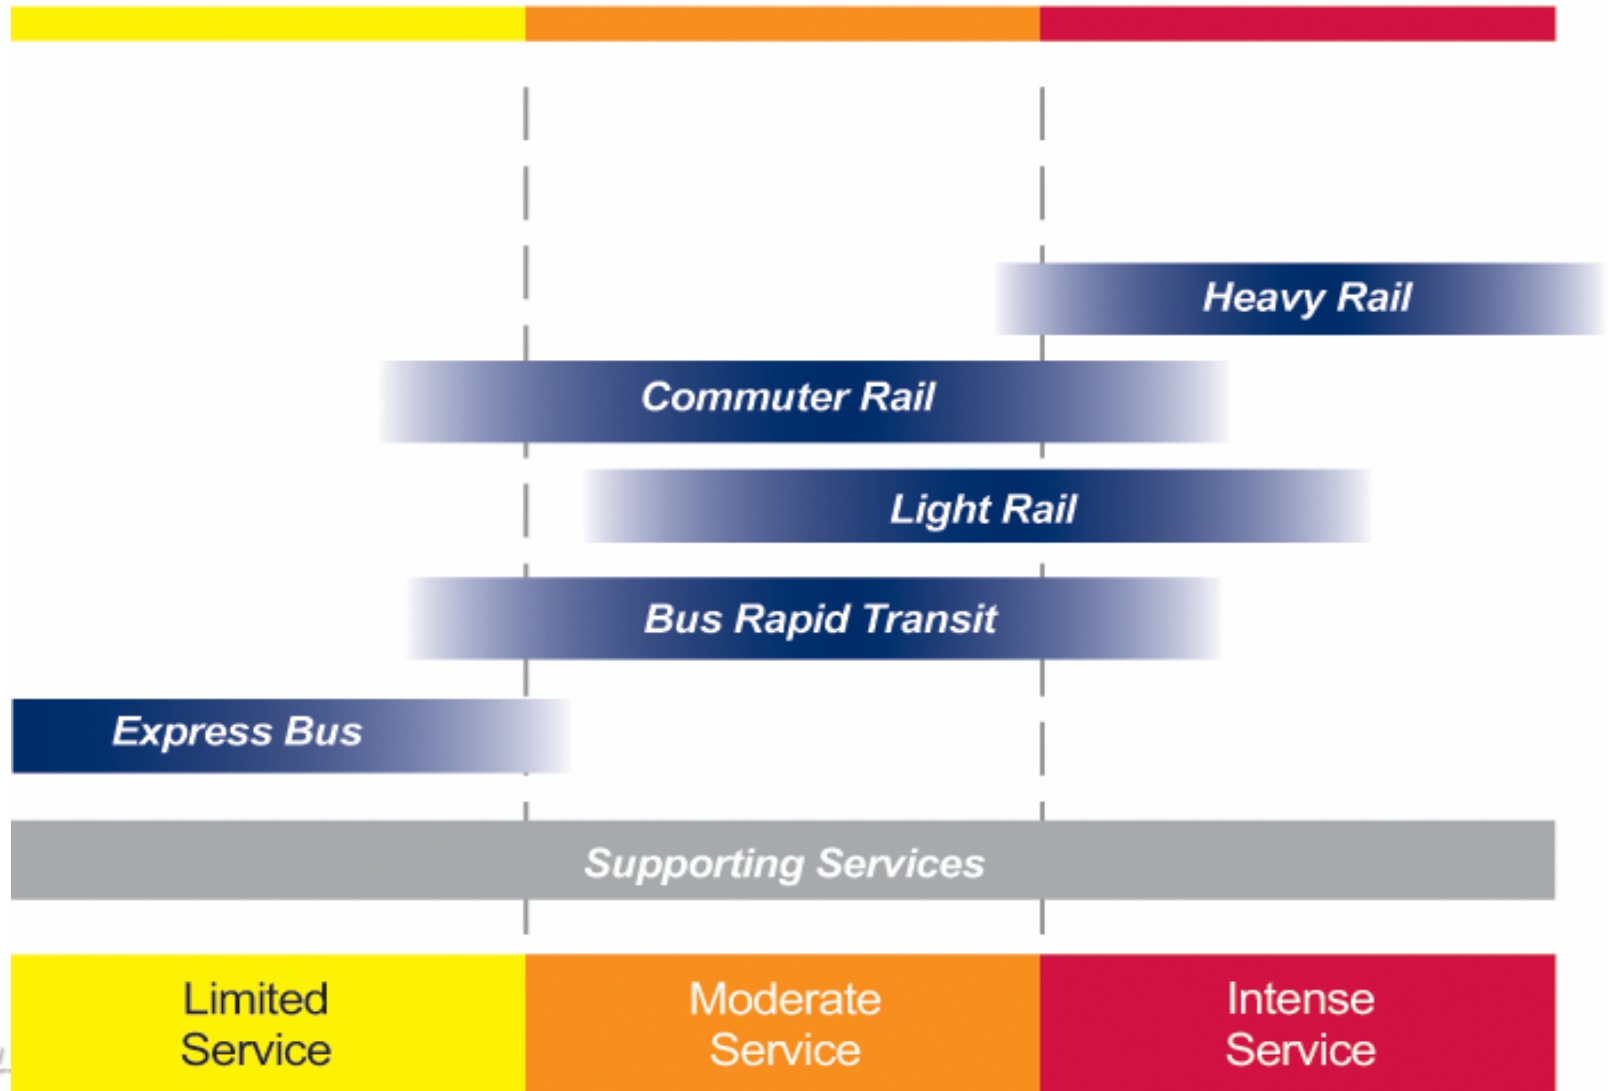 Heavy Rail
Commuter Rail
Light Rail
Bus Rapid Transit
Express Bus
Supporting Services
Limited
Service
Moderate
Service
Intense
Service